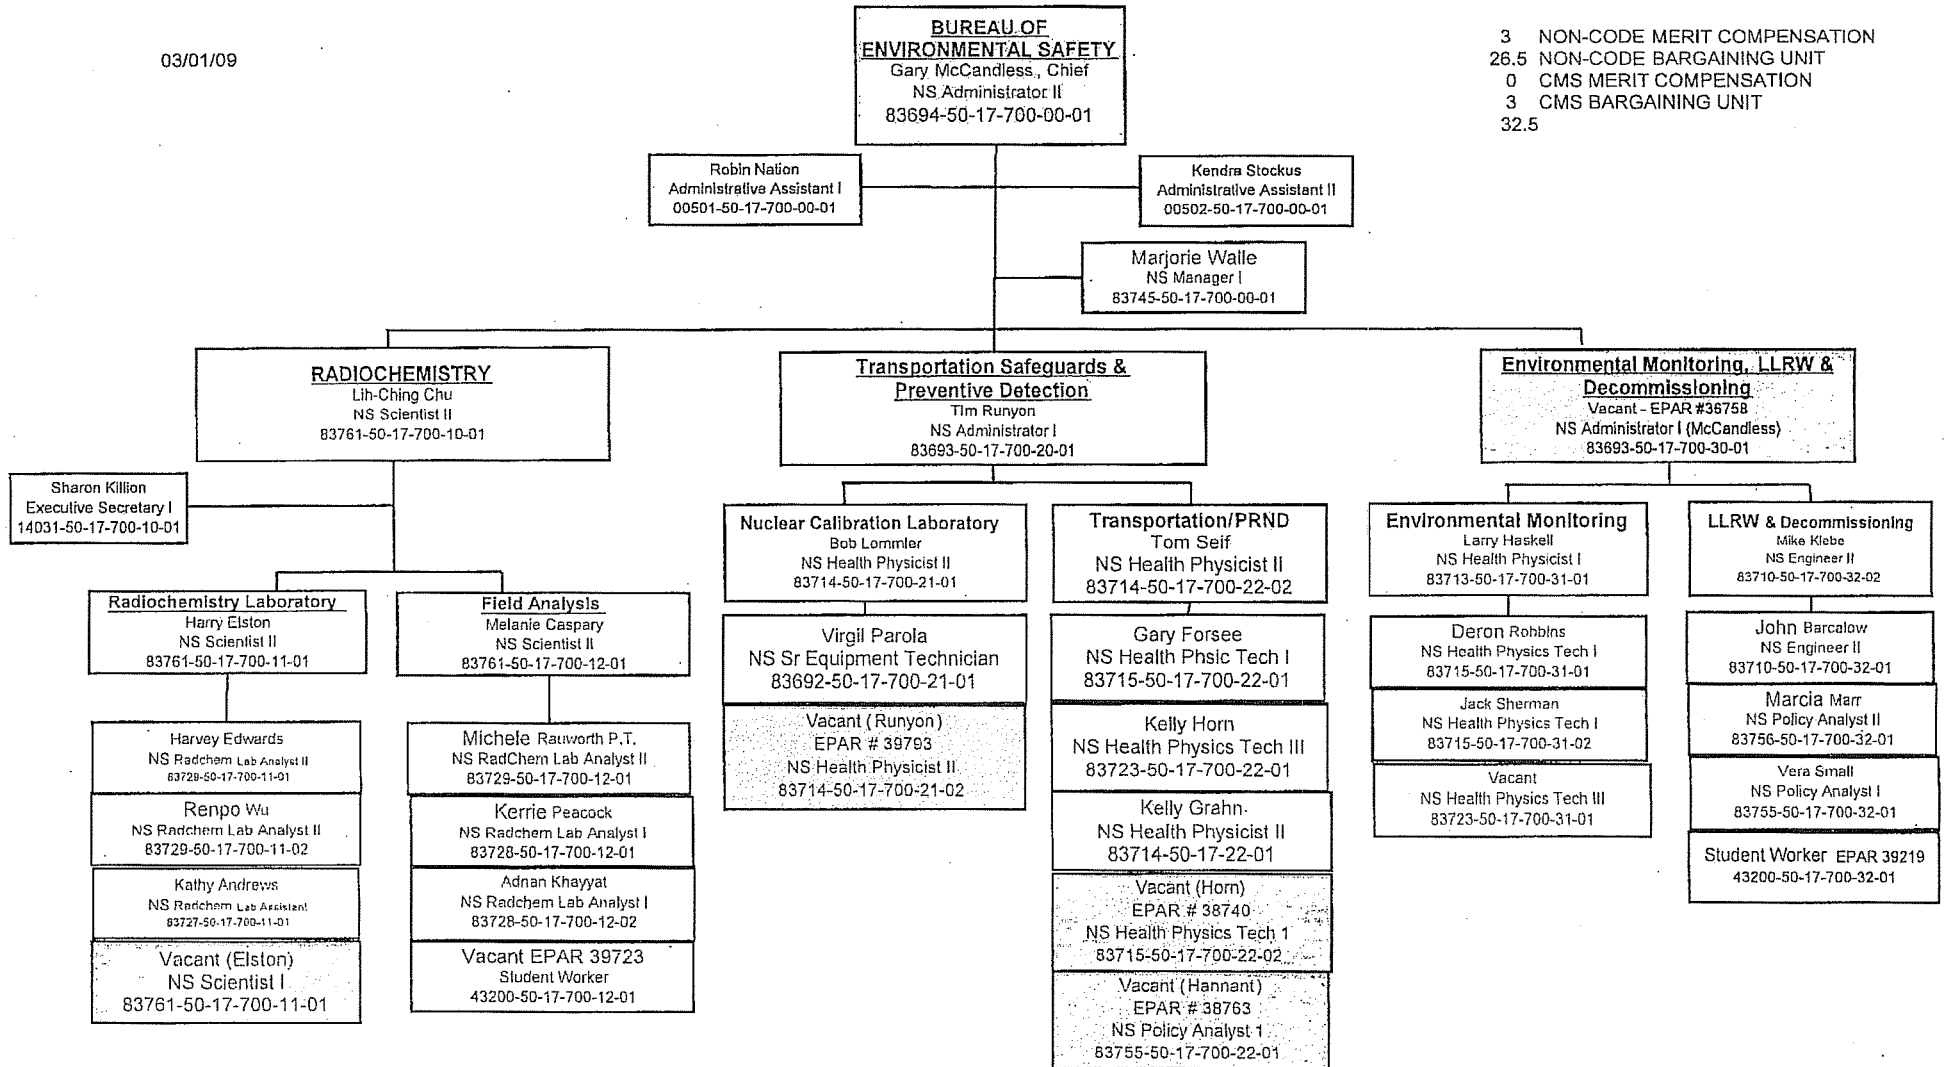 03/01/09
BUREAU OF
ENVIRONMENTAL SAFETY
Gary McCandless, Chief
NS Administrator II
83694-50-17-700-00-01
3 NON-CODE MERIT COMPENSATION
26.5 NON-CODE BARGAINING UNIT
0 CMS MERIT COMPENSATION
3 CMS BARGAINING UNIT
32.5
Robin Nation
Administrative Assistant I
00501-50-17-700-00-01
Kendra Stockus
Administrative Assistant II
00502-50-17-700-00-01
Marjorie Walle
NS Manager I
83745-50-17-700-00-01
RADIOCHEMISTRY
Lih-Ching Chu
NS Scientist II
83761-50-17-700-10-01
Transportation Safeguards &
Preventive Detection
Tim Runyon
NS Administrator I
83693-50-17-700-20-01
Environmental Monitoring, LLRW &
Decommissioning
Vacant - EPAR #36758
NS Administrator I (McCandless)
83693-50-17-700-30-01
Sharon Killion
Executive Secretary I
14031-50-17-700-10-01
Radiochemistry Laboratory
Harry Elston
NS Scientist II
83761-50-17-700-11-01
Field Analysis
Melanie Caspary
NS Scientist II
83761-50-17-700-12-01
Nuclear Calibration Laboratory
Bob Lommler
NS Health Physicist II
83714-50-17-700-21-01
Transportation/PRND
Tom Seif
NS Health Physicist II
83714-50-17-700-22-02
Environmental Monitoring
Larry Haskell
NS Health Physicist I
83713-50-17-700-31-01
LLRW & Decommissioning
Mike Klebe
NS Engineer II
83710-50-17-700-32-02
Harvey Edwards
NS Radchem Lab Analyst II
83729-50-17-700-11-01
Renpo Wu
NS Radchem Lab Analyst II
83729-50-17-700-11-02
Kathy Andrews
NS Radchem Lab Assistant
83727-50-17-700-11-01
Vacant (Elston)
NS Scientist I
83761-50-17-700-11-01
Michele Rauworth P.T.
NS RadChem Lab Analyst II
83729-50-17-700-12-01
Kerrie Peacock
NS Radchem Lab Analyst I
83728-50-17-700-12-01
Adnan Khayyat
NS Radchem Lab Analyst I
83728-50-17-700-12-02
Vacant EPAR 39723
Student Worker
43200-50-17-700-12-01
Virgil Parola
NS Sr Equipment Technician
83692-50-17-700-21-01
Vacant (Runyon)
EPAR # 39793
NS Health Physicist II
83714-50-17-700-21-02
Gary Forsee
NS Health Phsic Tech I
83715-50-17-700-22-01
Kelly Horn
NS Health Physics Tech III
83723-50-17-700-22-01
Kelly Grahn
NS Health Physicist II
83714-50-17-22-01
Vacant (Horn)
EPAR # 38740
NS Health Physics Tech 1
83715-50-17-700-22-02
Vacant (Hannant)
EPAR # 38763
NS Policy Analyst 1
83755-50-17-700-22-01
Deron Robbins
NS Health Physics Tech I
83715-50-17-700-31-01
Jack Sherman
NS Health Physics Tech I
83715-50-17-700-31-02
Vacant
NS Health Physics Tech III
83723-50-17-700-31-01
John Barcalow
NS Engineer II
83710-50-17-700-32-01
Marcia Marr
NS Policy Analyst II
83756-50-17-700-32-01
Vera Small
NS Policy Analyst I
83755-50-17-700-32-01
Student Worker EPAR 39219
43200-50-17-700-32-01